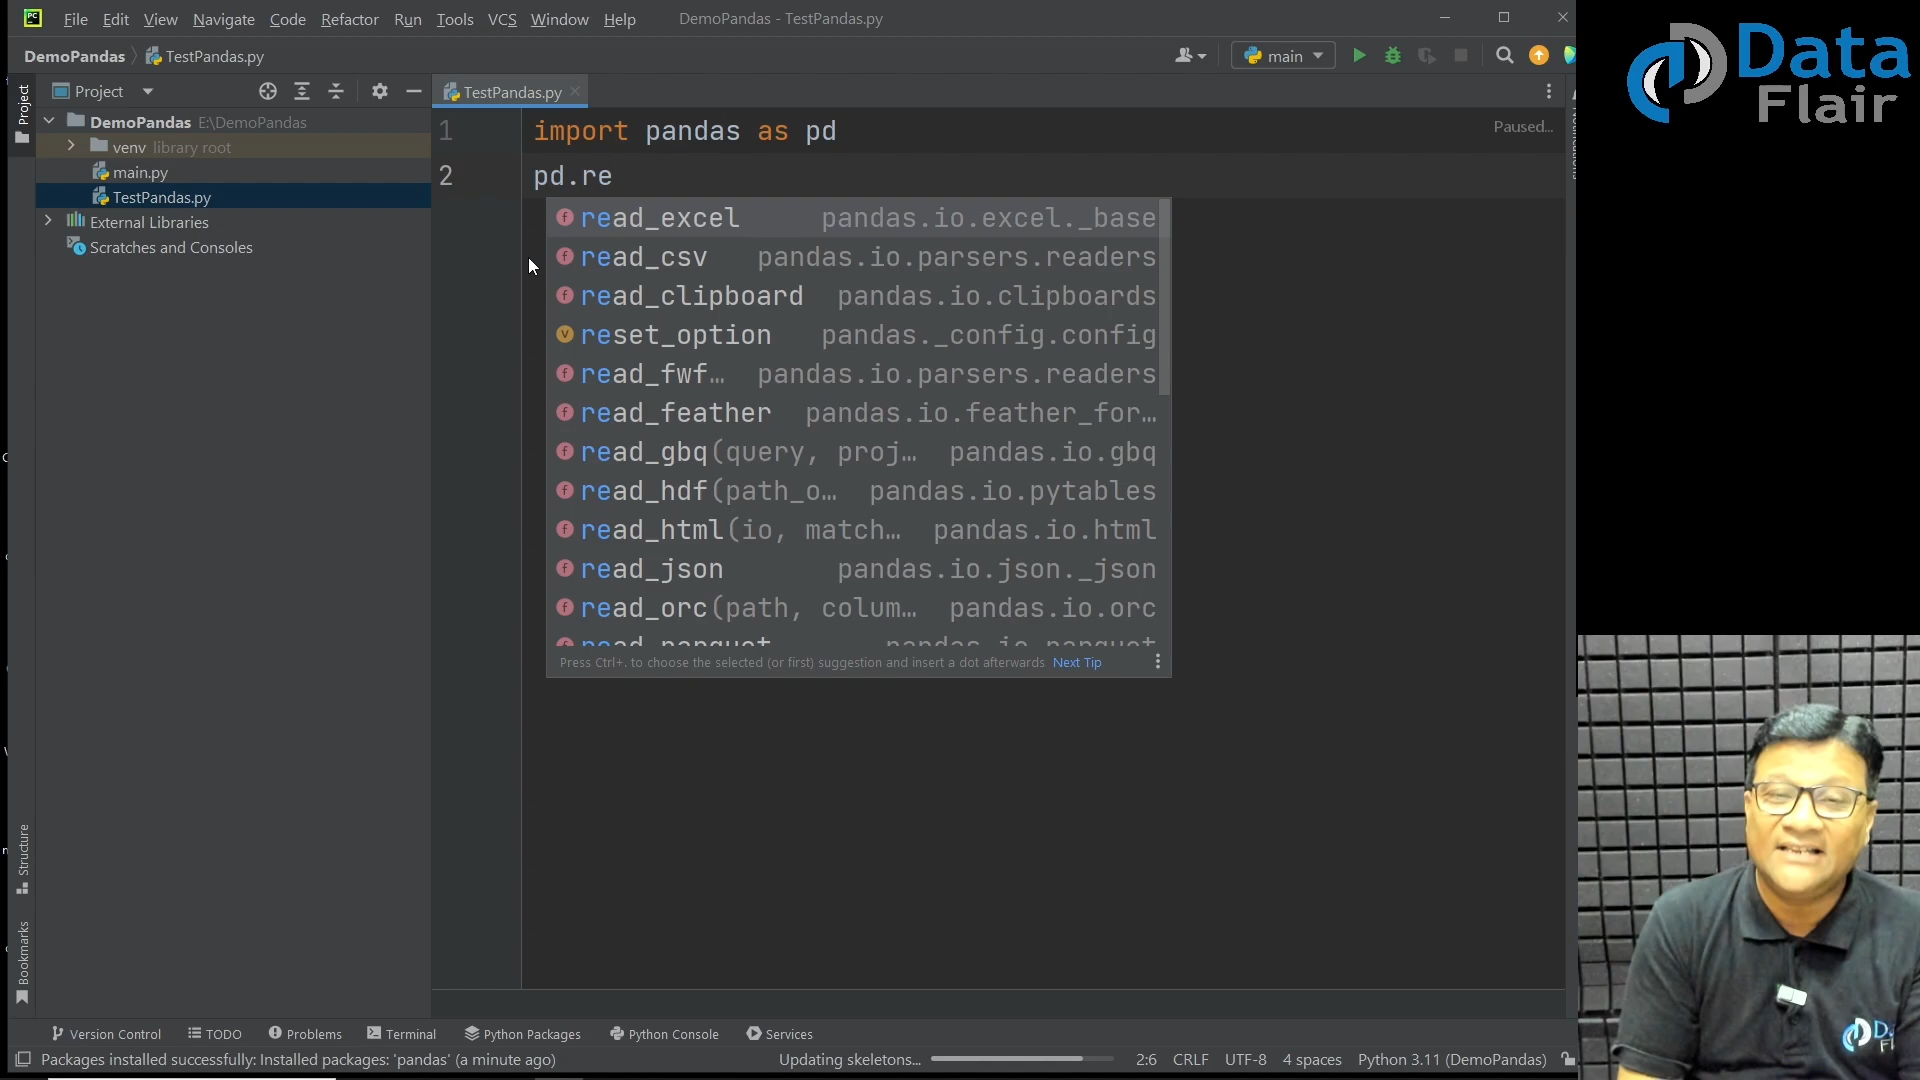 File Edit View Navigate Code Refactor Run Tools VCS Window Help DemoPandas - TestPandas.py
DemoPandas TestPandas.py
main
Data
Flair
Project
Project
TestPandas.py
DemoPandas E:\DemoPandas
venv library root
main.py
TestPandas.py
External Libraries
Scratches and Consoles
1 import pandas as pd
Paused...
2 pd.re
read_excel pandas.io.excel._base
read_csv pandas.io.parsers.readers
read_clipboard pandas.io.clipboards
reset_option pandas._config.config
read_fwf… pandas.io.parsers.readers
read_feather pandas.io.feather_for…
read_gbq(query, proj… pandas.io.gbq
read_hdf(path_o… pandas.io.pytables
read_html(io, match… pandas.io.html
read_json pandas.io.json._json
read_orc(path, colum… pandas.io.orc
read_parquet pandas.io.parquet
Press Ctrl+. to choose the selected (or first) suggestion and insert a dot afterwards Next Tip
Structure
Bookmarks
Version Control TODO Problems Terminal Python Packages Python Console Services
Packages installed successfully: Installed packages: 'pandas' (a minute ago) Updating skeletons... 2:6 CRLF UTF-8 4 spaces Python 3.11 (DemoPandas)